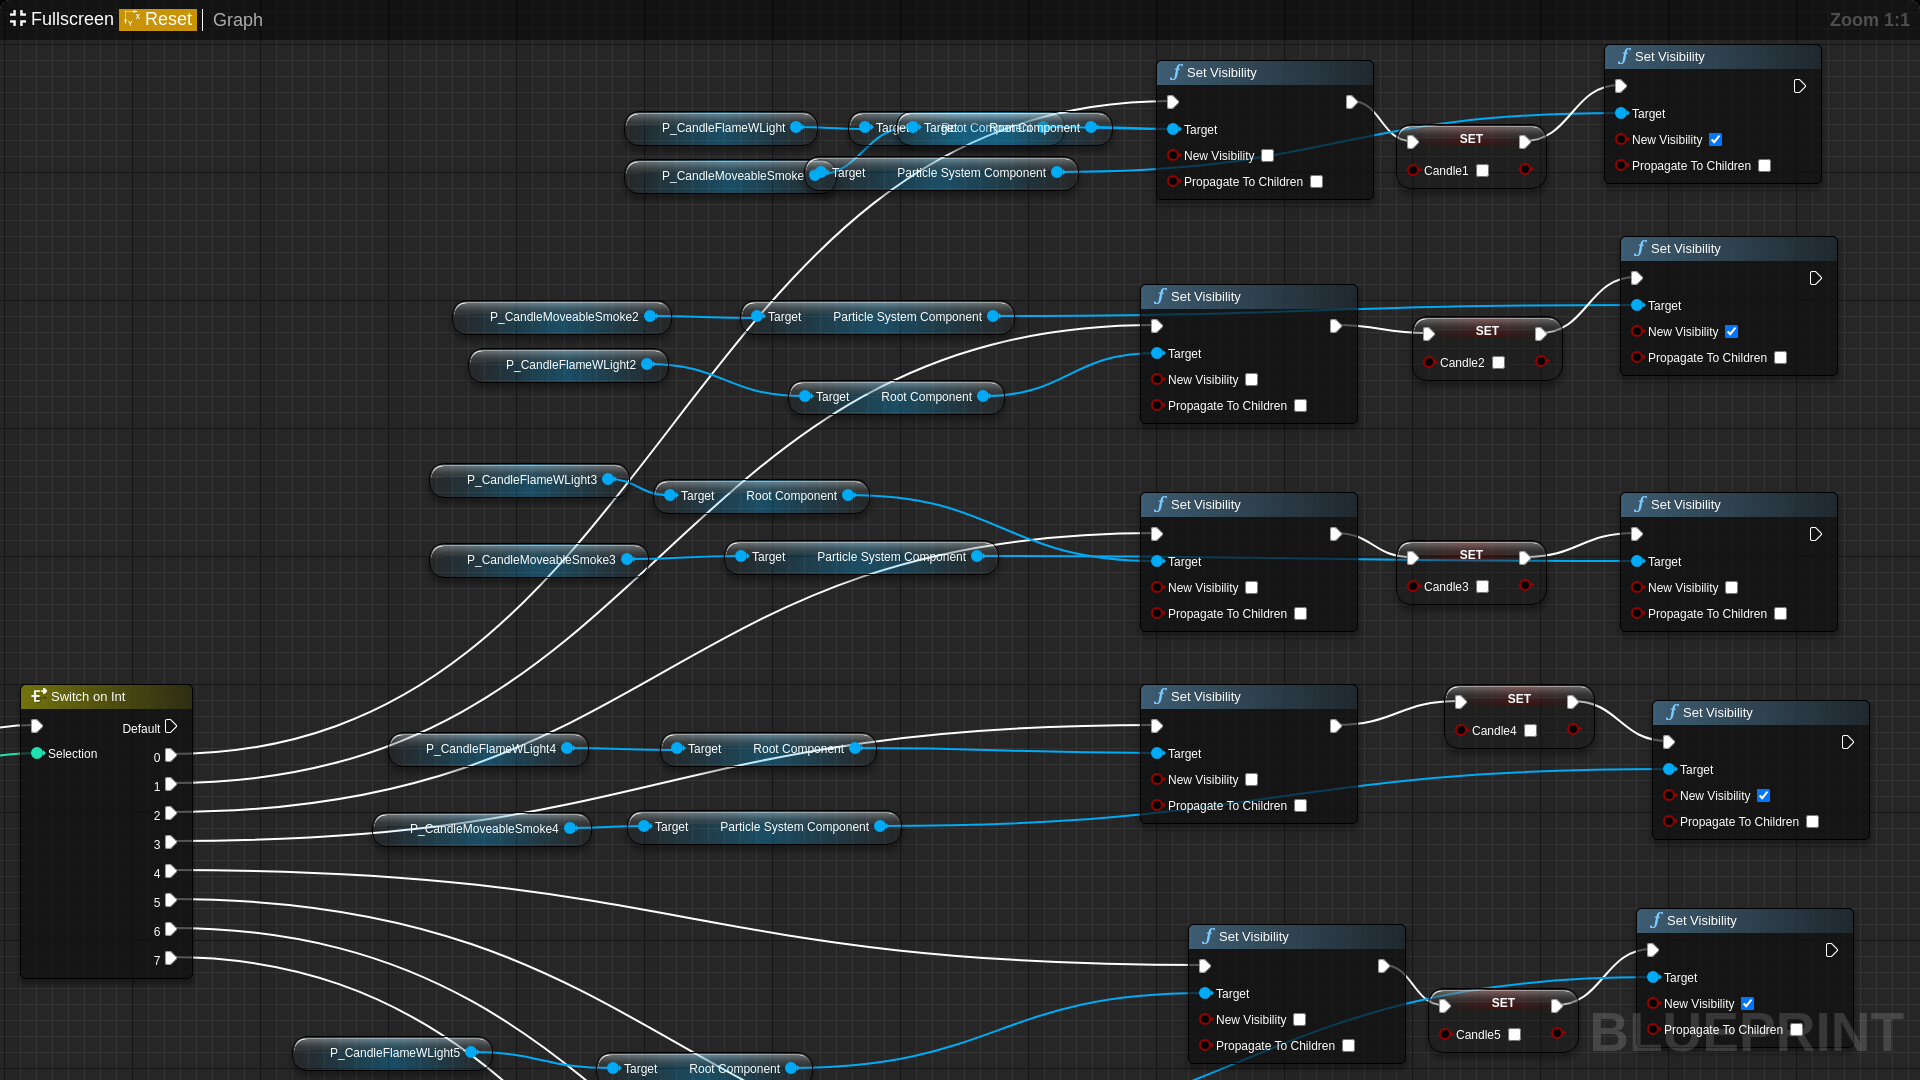 Fullscreen Reset Graph Zoom 1:1
Set Visibility
Target
New Visibility
Propagate To Children
SET
Candle1
Set Visibility
Target
New Visibility
Propagate To Children
P_CandleFlameWLight
Target
Target
Root Component
P_CandleMoveableSmoke
Target Particle System Component
P_CandleMoveableSmoke2
Target Particle System Component
P_CandleFlameWLight2
Target Root Component
Set Visibility
Target
New Visibility
Propagate To Children
SET
Candle2
Set Visibility
Target
New Visibility
Propagate To Children
P_CandleFlameWLight3
Target Root Component
P_CandleMoveableSmoke3
Target Particle System Component
Set Visibility
Target
New Visibility
Propagate To Children
SET
Candle3
Set Visibility
Target
New Visibility
Propagate To Children
Switch on Int
Default
Selection
0
1
2
3
4
5
6
7
P_CandleFlameWLight4
Target Root Component
P_CandleMoveableSmoke4
Target Particle System Component
Set Visibility
Target
New Visibility
Propagate To Children
SET
Candle4
Set Visibility
Target
New Visibility
Propagate To Children
P_CandleFlameWLight5
Target Root Component
Set Visibility
Target
New Visibility
Propagate To Children
SET
Candle5
Set Visibility
Target
New Visibility
Propagate To Children
BLUEPRINT